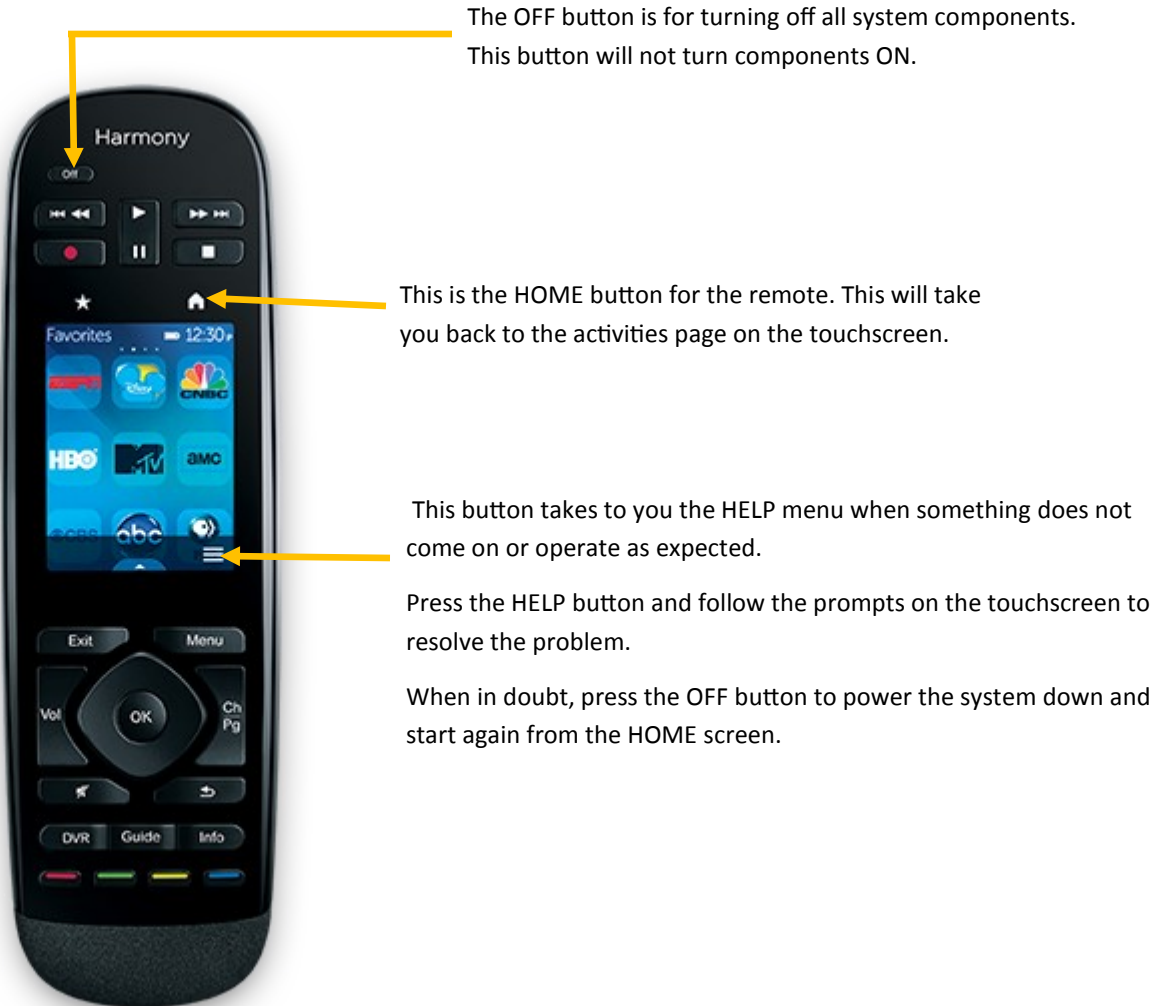 The OFF button is for turning off all system components.
This button will not turn components ON.
Harmony
Off
This is the HOME button for the remote. This will take
you back to the activities page on the touchscreen.
Favorites 12:30P
Disney
CNBC
HBO
MTV
amc
CBS
abc
This button takes to you the HELP menu when something does not
come on or operate as expected.
Press the HELP button and follow the prompts on the touchscreen to
resolve the problem.
When in doubt, press the OFF button to power the system down and
start again from the HOME screen.
Exit Menu
Vol OK Ch
Pg
DVR Guide Info